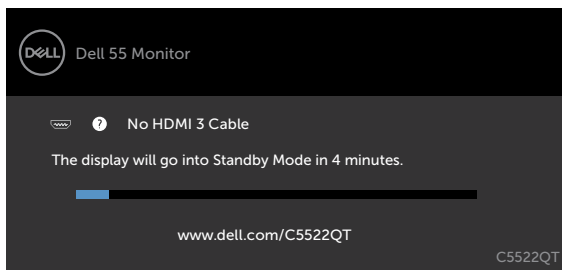 DELL
Dell 55 Monitor
? No HDMI 3 Cable
The display will go into Standby Mode in 4 minutes.
www.dell.com/C5522QT
C5522QT